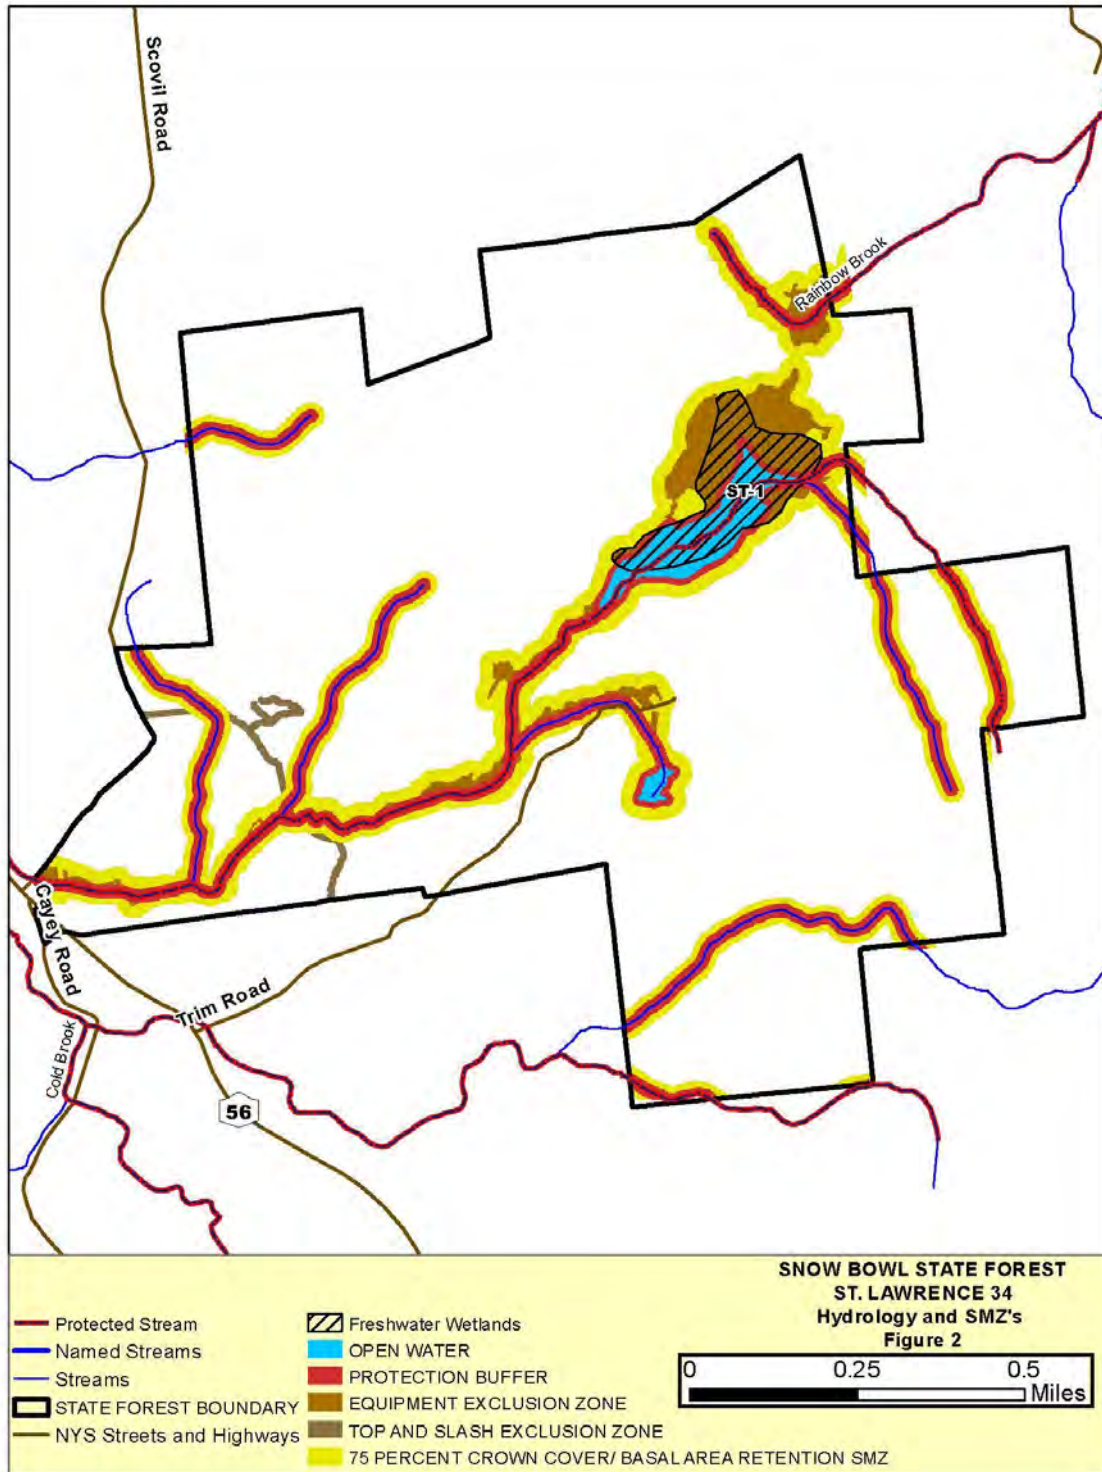 Scovil Road
Rainbow Brook
ST-1
Cayey Road
Trim Road
Cold Brook
56
SNOW BOWL STATE FOREST
ST. LAWRENCE 34
Hydrology and SMZ's
Figure 2
0 0.25 0.5
Miles
Protected Stream
Named Streams
Streams
STATE FOREST BOUNDARY
NYS Streets and Highways
Freshwater Wetlands
OPEN WATER
PROTECTION BUFFER
EQUIPMENT EXCLUSION ZONE
TOP AND SLASH EXCLUSION ZONE
75 PERCENT CROWN COVER/ BASAL AREA RETENTION SMZ